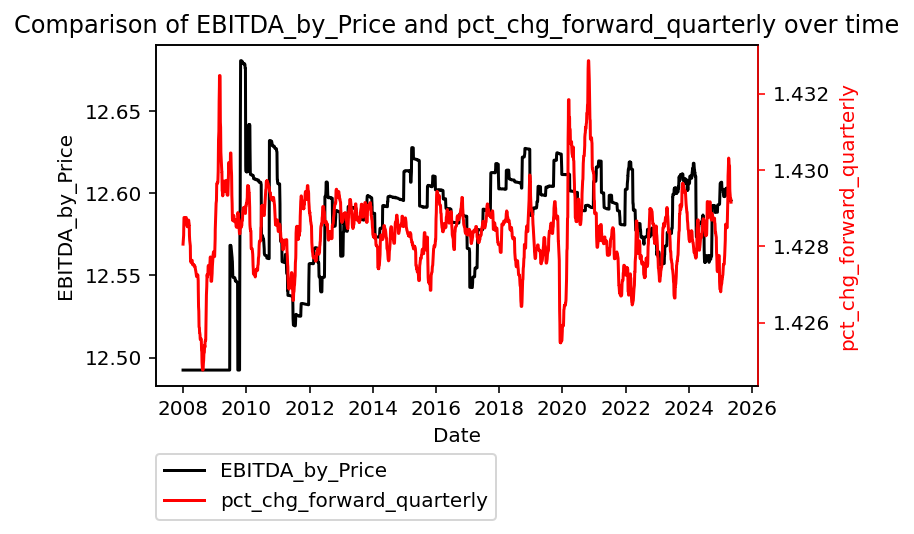 Comparison of EBITDA_by_Price and pct_chg_forward_quarterly over time
EBITDA_by_Price
12.65
12.60
12.55
12.50
1.432
1.430
1.428
1.426
pct_chg_forward_quarterly
2008 2010 2012 2014 2016 2018 2020 2022 2024 2026
Date
EBITDA_by_Price
pct_chg_forward_quarterly